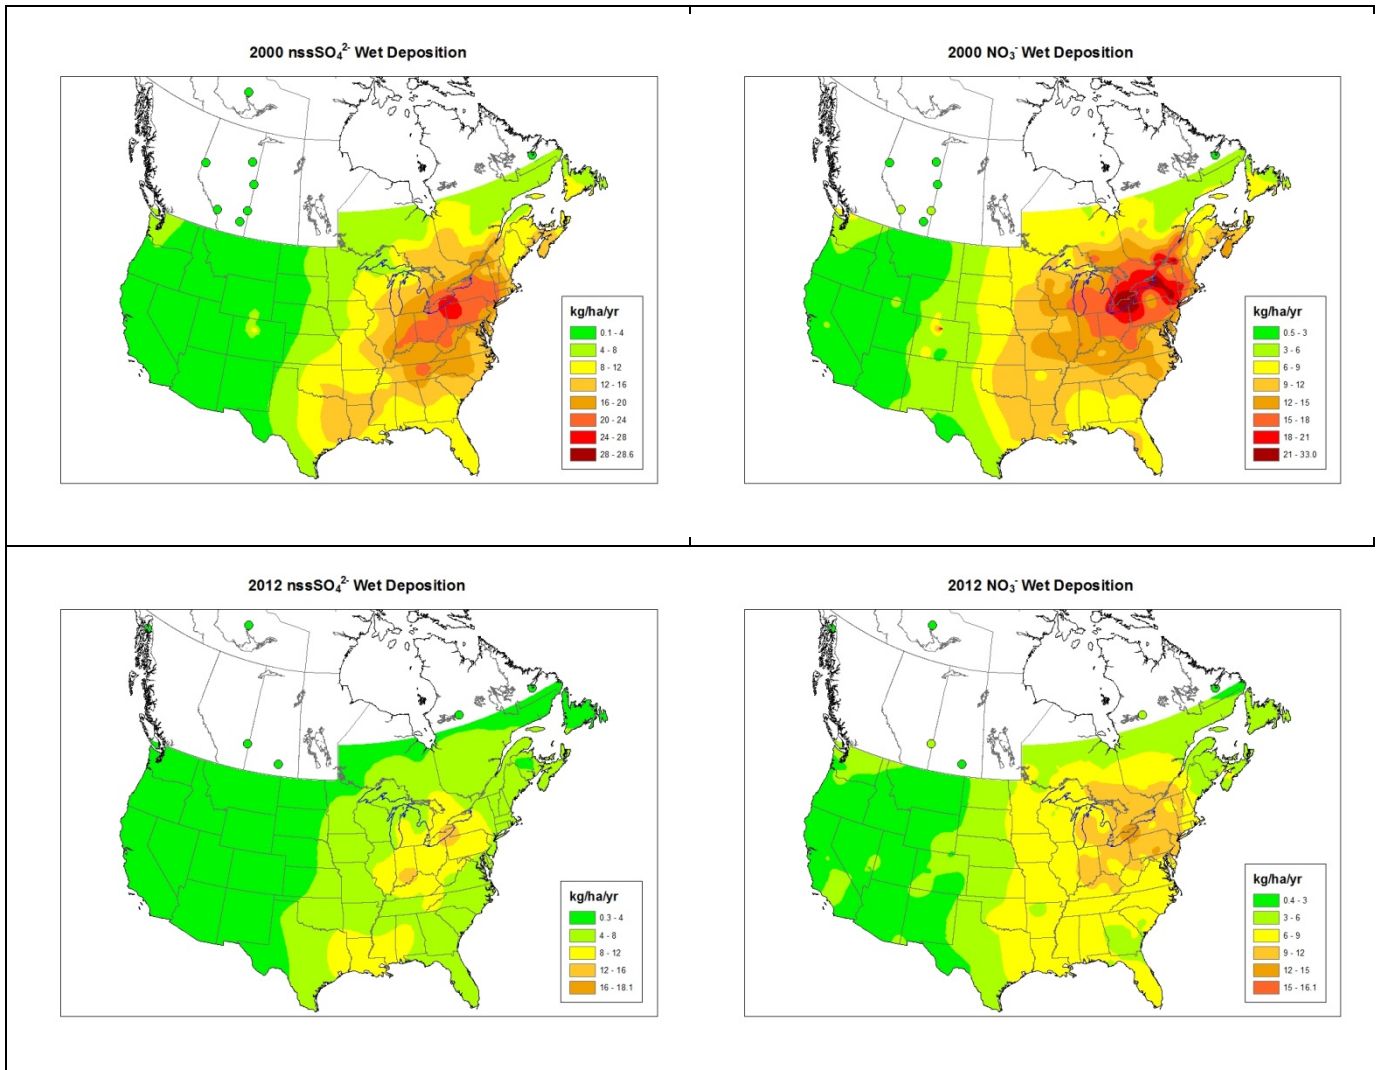 2000 nssSO₄²⁻ Wet Deposition
kg/ha/yr
0.1 - 4
4 - 8
8 - 12
12 - 16
16 - 20
20 - 24
24 - 28
28 - 28.6
2000 NO₃⁻ Wet Deposition
kg/ha/yr
0.5 - 3
3 - 6
6 - 9
9 - 12
12 - 15
15 - 18
18 - 21
21 - 33.0
2012 nssSO₄²⁻ Wet Deposition
kg/ha/yr
0.3 - 4
4 - 8
8 - 12
12 - 16
16 - 18.1
2012 NO₃⁻ Wet Deposition
kg/ha/yr
0.4 - 3
3 - 6
6 - 9
9 - 12
12 - 15
15 - 16.1